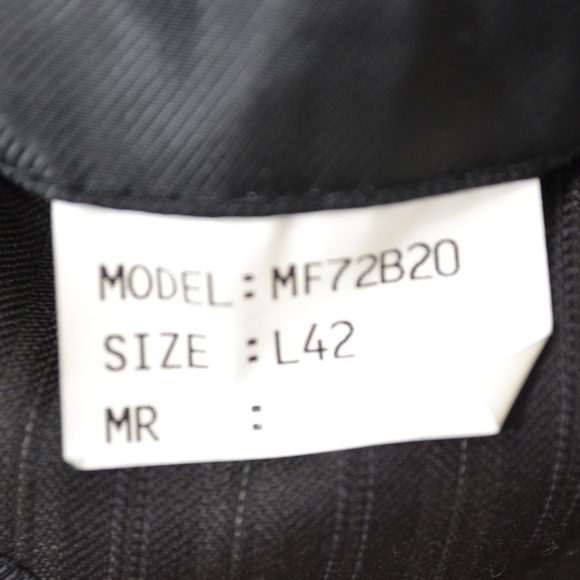 MODEL: MF72B20
SIZE : L42
MR :